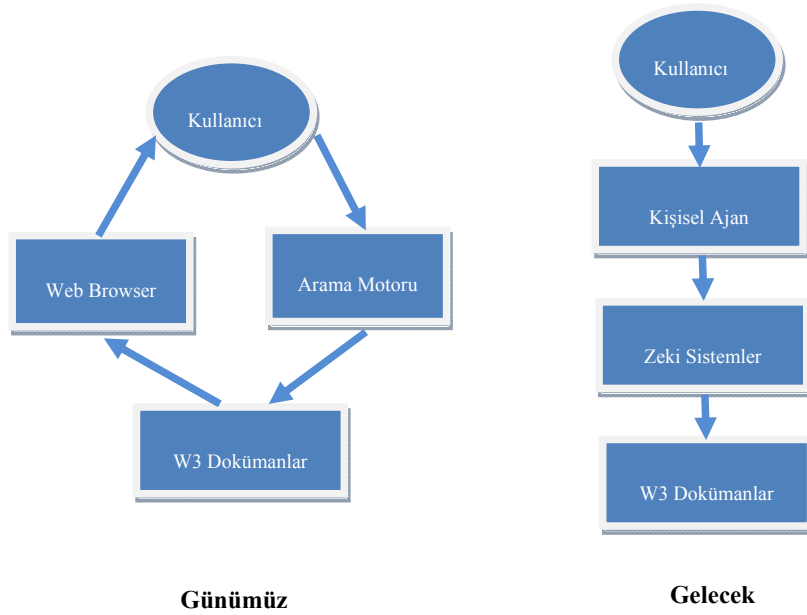 Kullanıcı
Web Browser
Arama Motoru
W3 Dokümanlar
Günümüz
Kullanıcı
Kişisel Ajan
Zeki Sistemler
W3 Dokümanlar
Gelecek